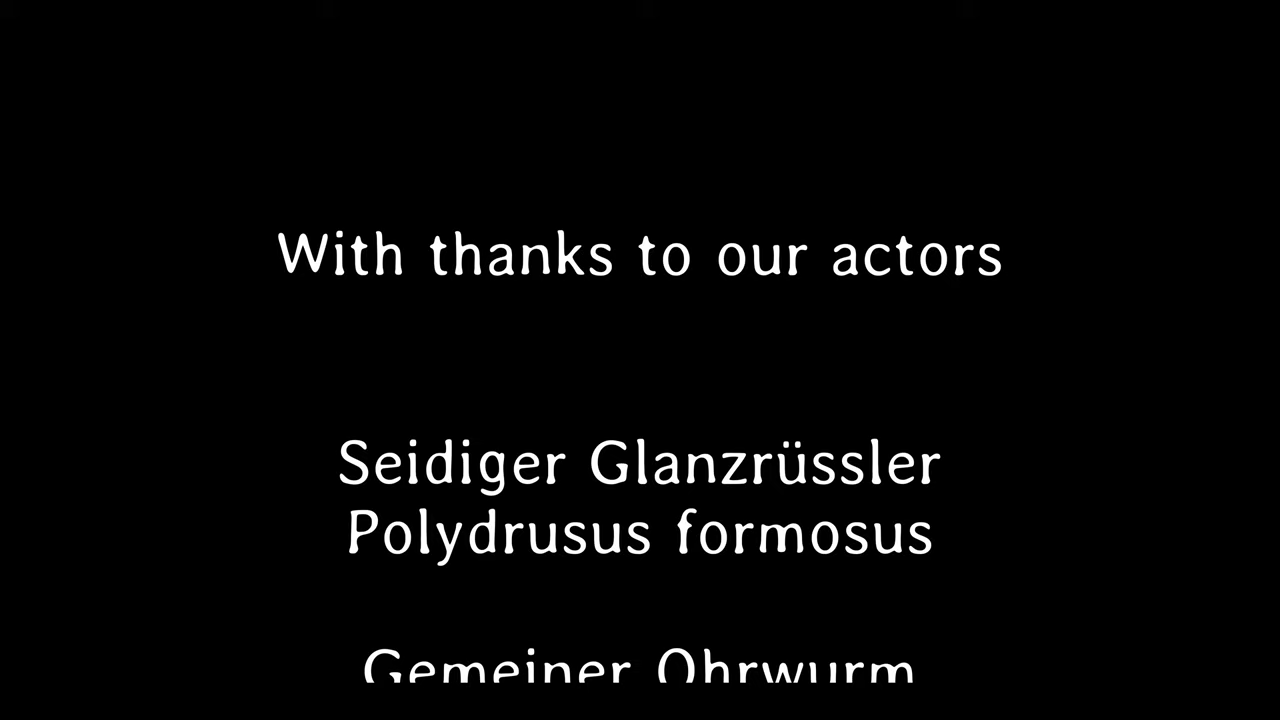 With thanks to our actors
Seidiger Glanzrüssler
Polydrusus formosus
Gemeiner Ohrwurm